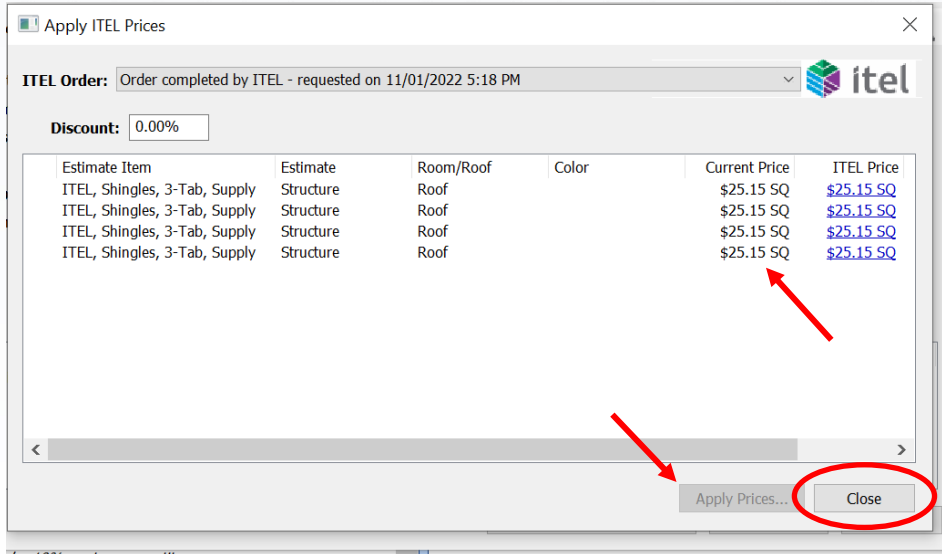 Apply ITEL Prices
ITEL Order: Order completed by ITEL - requested on 11/01/2022 5:18 PM
itel
Discount: 0.00%
Estimate Item Estimate Room/Roof Color Current Price ITEL Price
ITEL, Shingles, 3-Tab, Supply Structure Roof $25.15 SQ $25.15 SQ
ITEL, Shingles, 3-Tab, Supply Structure Roof $25.15 SQ $25.15 SQ
ITEL, Shingles, 3-Tab, Supply Structure Roof $25.15 SQ $25.15 SQ
ITEL, Shingles, 3-Tab, Supply Structure Roof $25.15 SQ $25.15 SQ
Apply Prices... Close